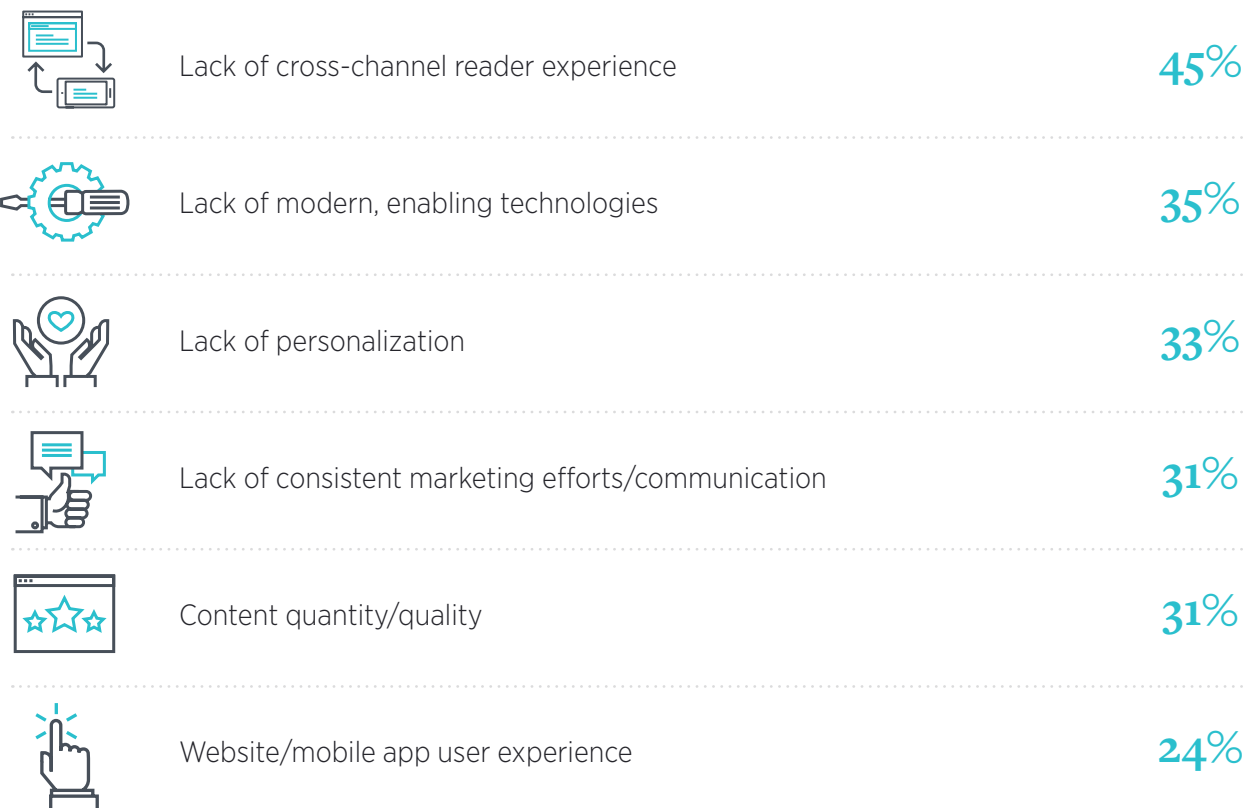 Lack of cross-channel reader experience 45%
Lack of modern, enabling technologies 35%
Lack of personalization 33%
Lack of consistent marketing efforts/communication 31%
Content quantity/quality 31%
Website/mobile app user experience 24%